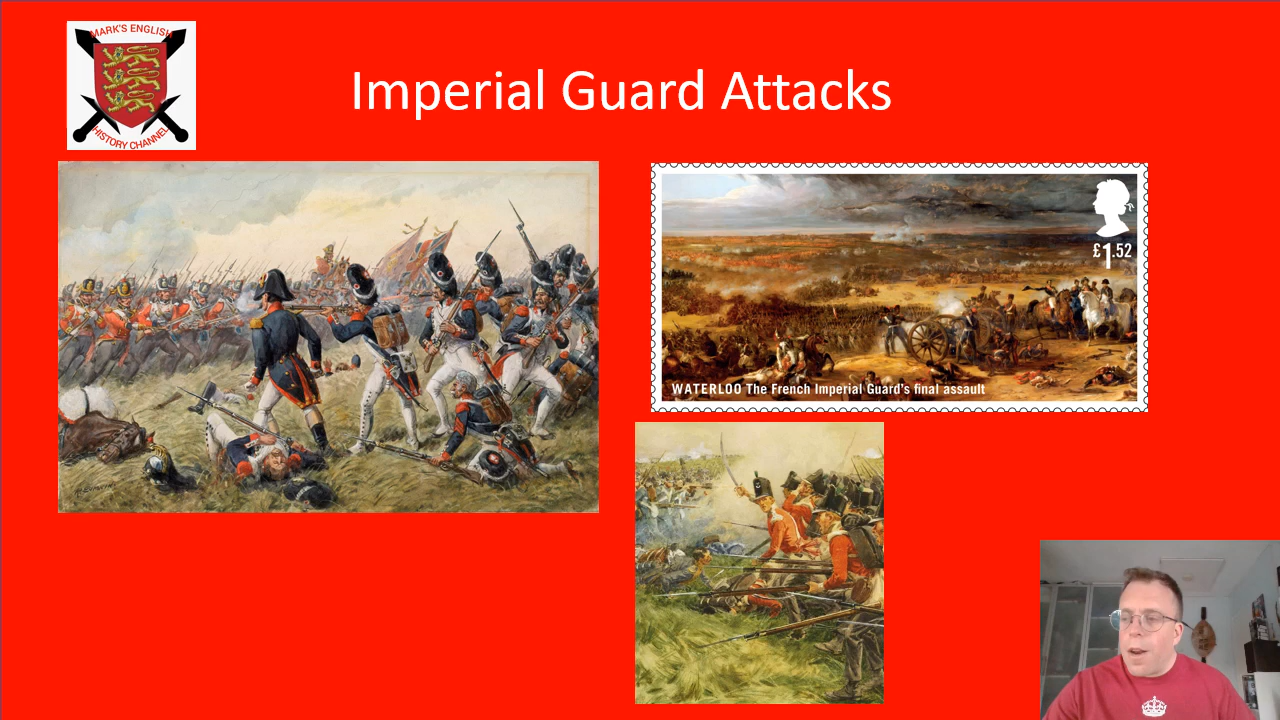 MARK'S ENGLISH
HISTORY CHANNEL
Imperial Guard Attacks
£1.52
WATERLOO The French Imperial Guard's final assault